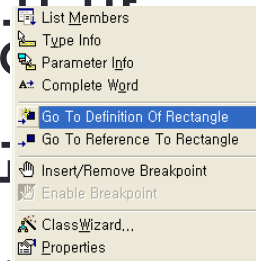 List Members
Type Info
Parameter Info
Complete Word
Go To Definition Of Rectangle
Go To Reference To Rectangle
Insert/Remove Breakpoint
Enable Breakpoint
ClassWizard...
Properties